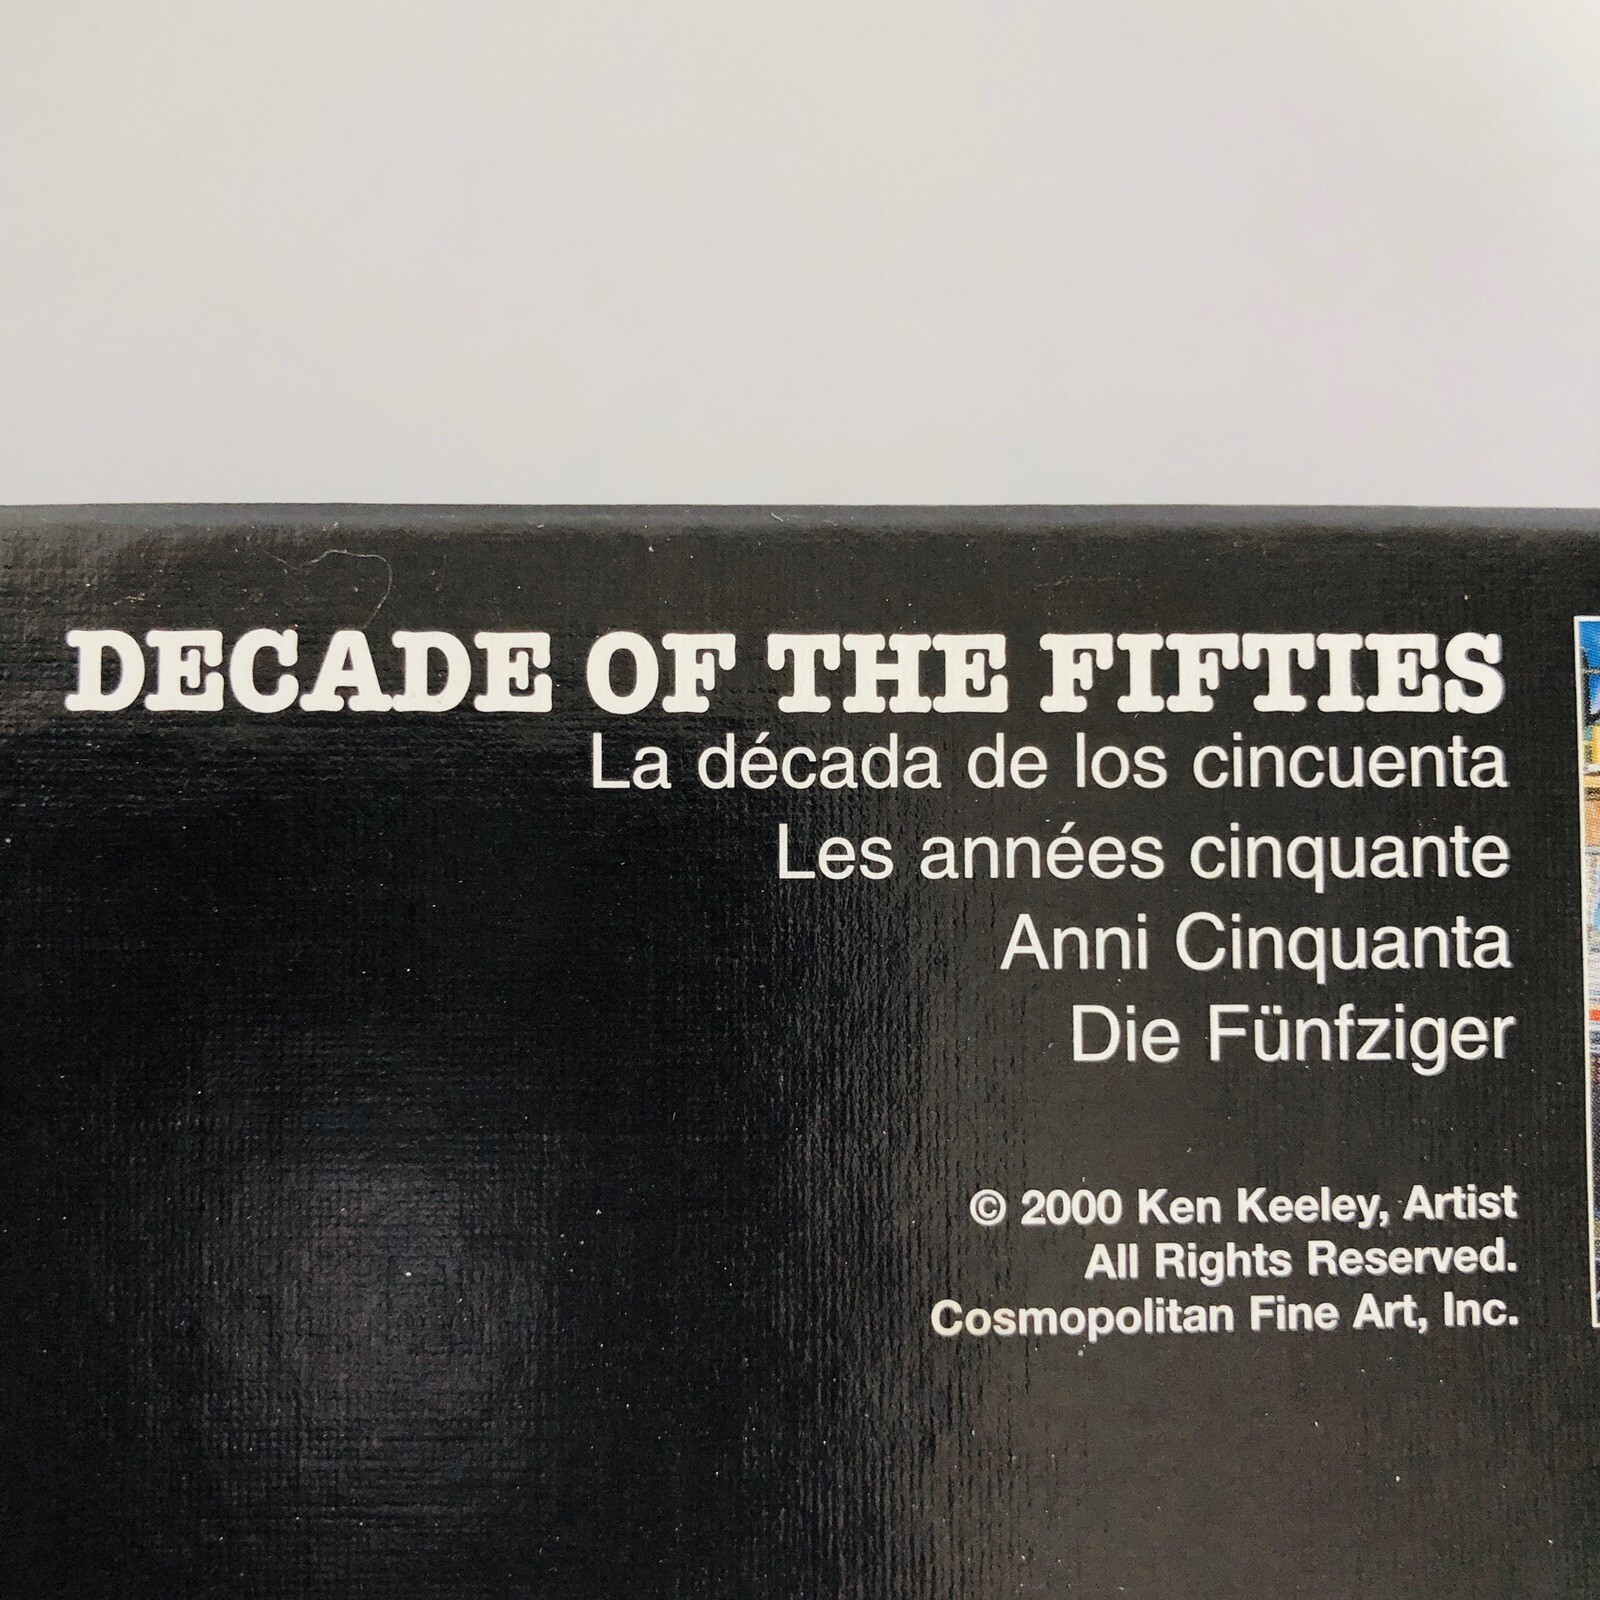 DECADE OF THE FIFTIES
La década de los cincuenta
Les années cinquante
Anni Cinquanta
Die Fünfziger
© 2000 Ken Keeley, Artist
All Rights Reserved.
Cosmopolitan Fine Art, Inc.